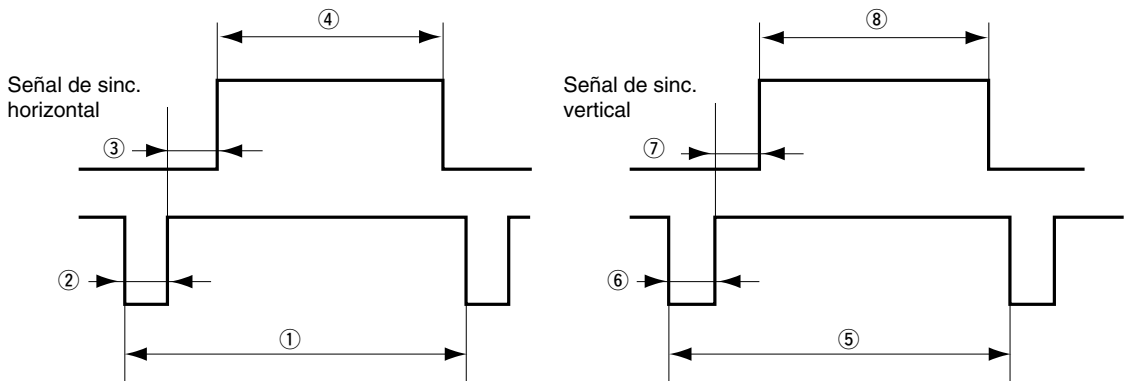 ④
⑧
Señal de sinc.
horizontal
Señal de sinc.
vertical
③
⑦
②
⑥
①
⑤